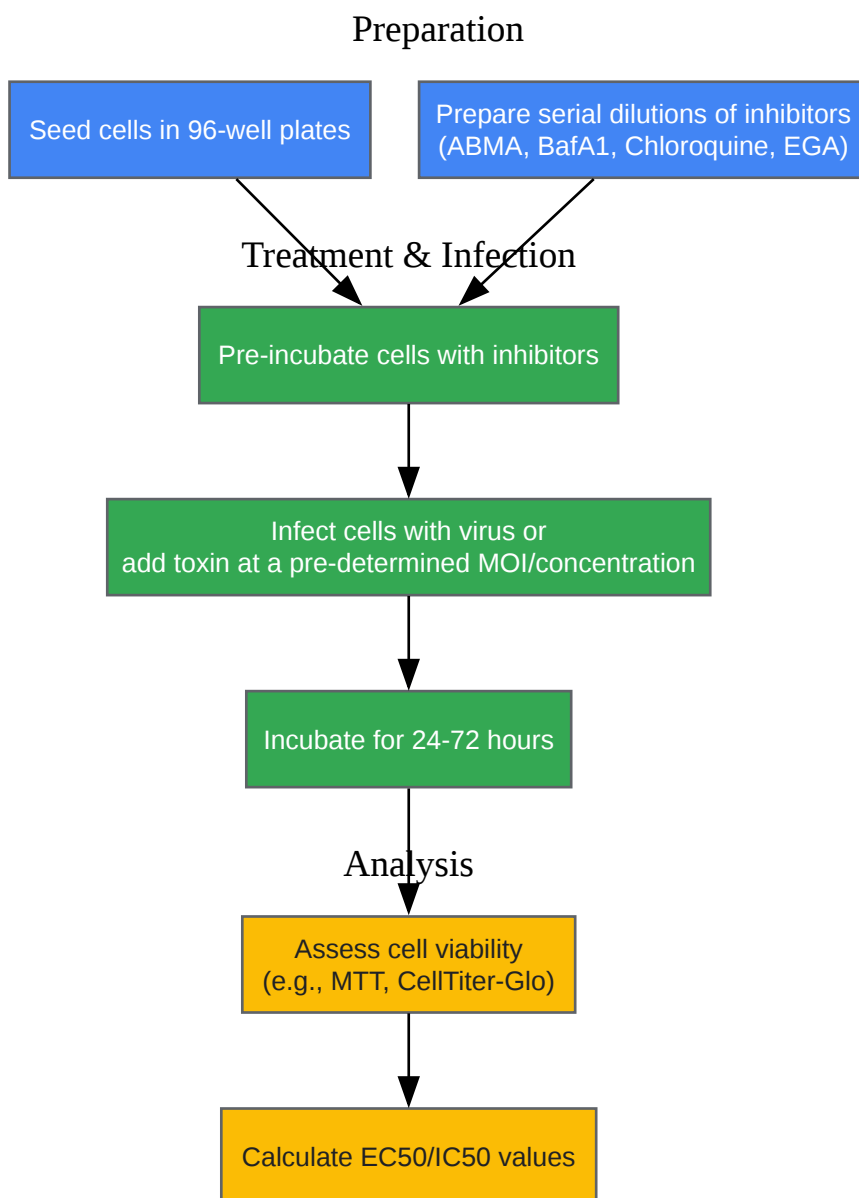 Preparation
Seed cells in 96-well plates
Prepare serial dilutions of inhibitors
(ABMA, BafA1, Chloroquine, EGA)
Treatment & Infection
Pre-incubate cells with inhibitors
Infect cells with virus or
add toxin at a pre-determined MOI/concentration
Incubate for 24-72 hours
Analysis
Assess cell viability
(e.g., MTT, CellTiter-Glo)
Calculate EC50/IC50 values